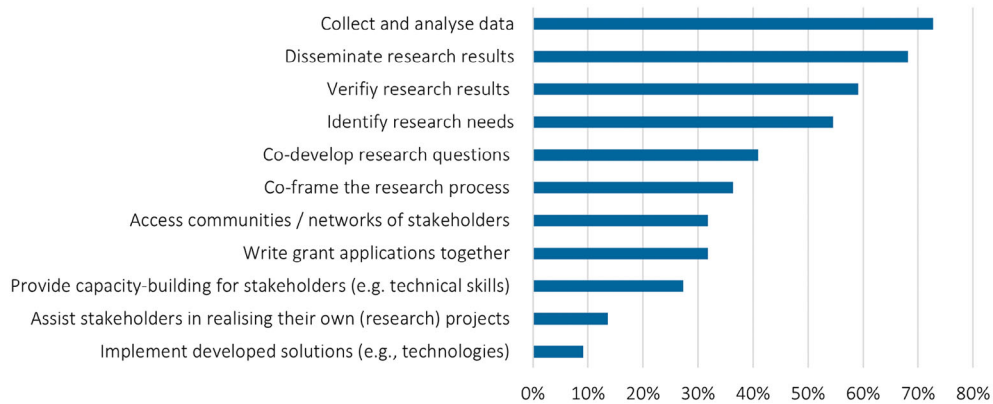 Collect and analyse data
Disseminate research results
Verifiy research results
Identify research needs
Co-develop research questions
Co-frame the research process
Access communities / networks of stakeholders
Write grant applications together
Provide capacity-building for stakeholders (e.g. technical skills)
Assist stakeholders in realising their own (research) projects
Implement developed solutions (e.g., technologies)
0% 10% 20% 30% 40% 50% 60% 70% 80%